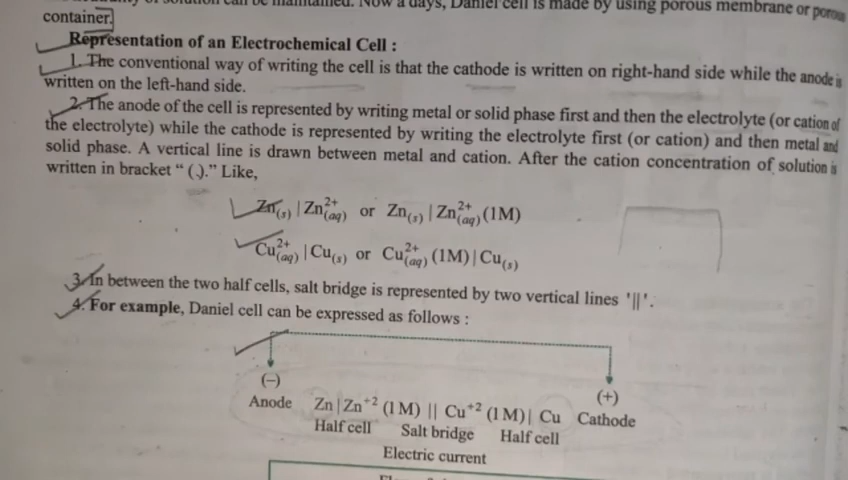 of solution can be maintained. Now a days, Daniel cell is made by using porous membrane or porous
container.
Representation of an Electrochemical Cell :
1. The conventional way of writing the cell is that the cathode is written on right-hand side while the anode is
written on the left-hand side.
2. The anode of the cell is represented by writing metal or solid phase first and then the electrolyte (or cation of
the electrolyte) while the cathode is represented by writing the electrolyte first (or cation) and then metal and
solid phase. A vertical line is drawn between metal and cation. After the cation concentration of solution is
written in bracket “ (.).” Like,
Zn(s) | Zn²⁺(aq) or Zn(s) | Zn²⁺(aq) (1M)
Cu²⁺(aq) | Cu(s) or Cu²⁺(aq) (1M) | Cu(s)
3. In between the two half cells, salt bridge is represented by two vertical lines '||'.
4. For example, Daniel cell can be expressed as follows :
(–) (+)
Anode Zn | Zn⁺² (1 M) || Cu⁺² (1 M) | Cu Cathode
Half cell Salt bridge Half cell
Electric current